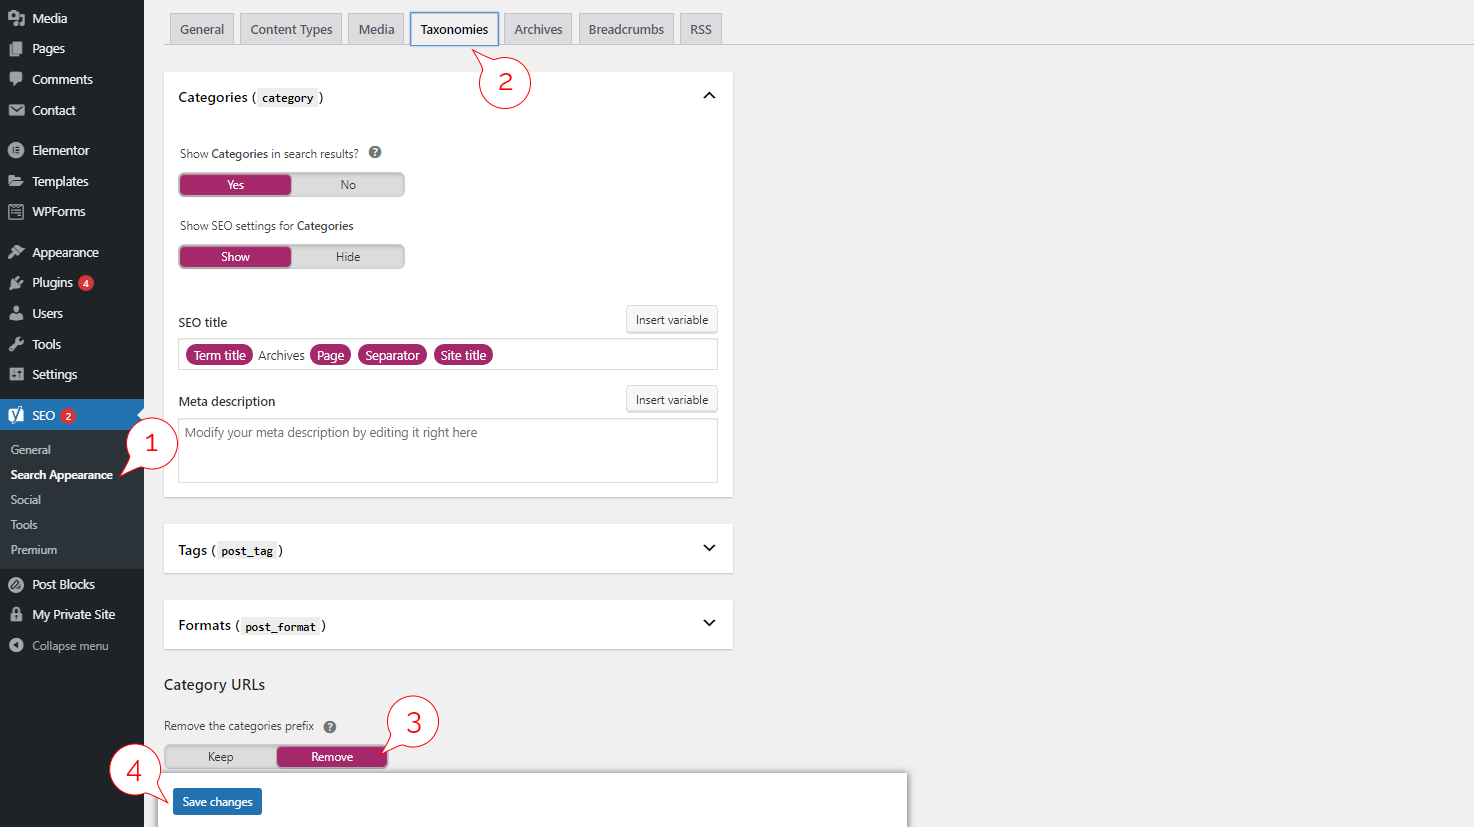 Media
Pages
Comments
Contact
Elementor
Templates
WPForms
Appearance
Plugins 4
Users
Tools
Settings
SEO 2
General
Search Appearance
Social
Tools
Premium
Post Blocks
My Private Site
Collapse menu
1
General Content Types Media Taxonomies Archives Breadcrumbs RSS
2
Categories ( category )
Show Categories in search results? ?
Yes No
Show SEO settings for Categories
Show Hide
SEO title Insert variable
Term title Archives Page Separator Site title
Meta description Insert variable
Modify your meta description by editing it right here
Tags ( post_tag )
Formats ( post_format )
Category URLs
Remove the categories prefix ?
3
Keep Remove
4
Save changes